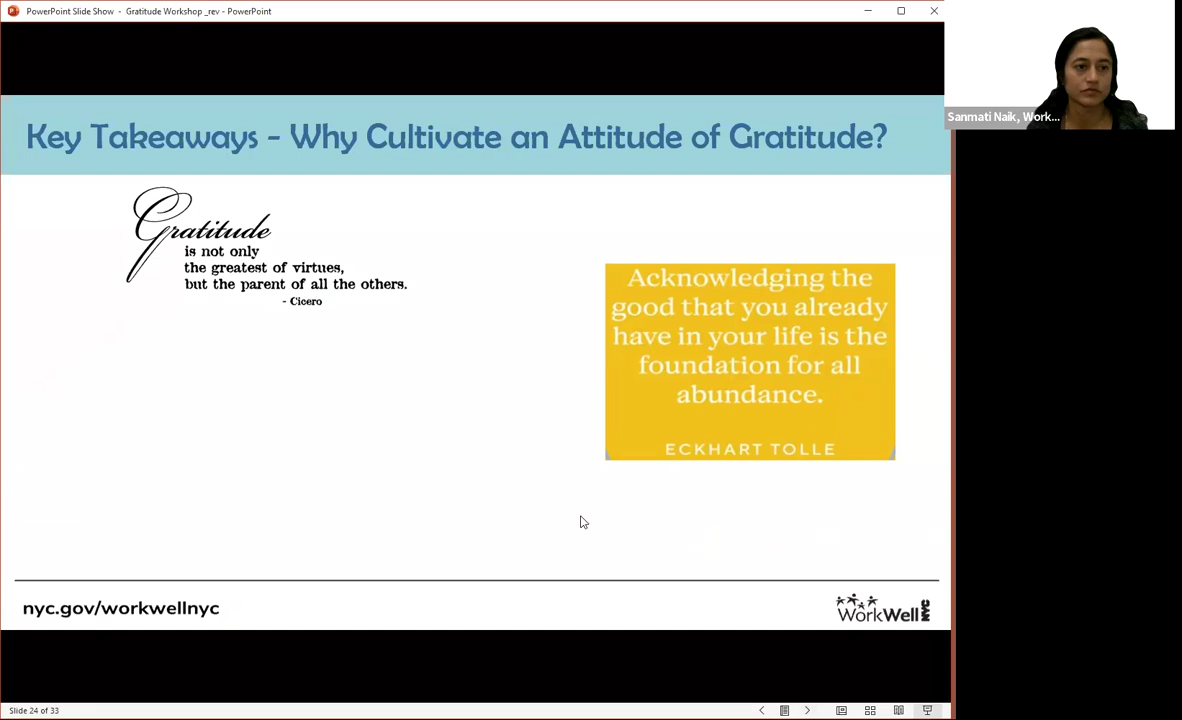 PowerPoint Slide Show - Gratitude Workshop _rev - PowerPoint
Sanmati Naik, Work...
Key Takeaways - Why Cultivate an Attitude of Gratitude?
Gratitude
is not only
the greatest of virtues,
but the parent of all the others.
- Cicero
Acknowledging the
good that you already
have in your life is the
foundation for all
abundance.
ECKHART TOLLE
nyc.gov/workwellnyc
WorkWell NYC
Slide 24 of 33